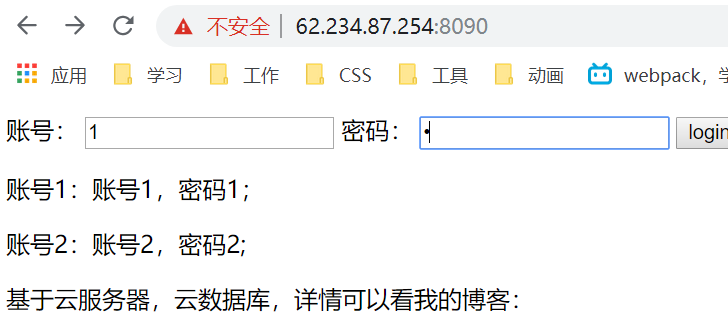 不安全 62.234.87.254:8090
应用 学习 工作 CSS 工具 动画 webpack，学
账号： 1 密码： • login
账号1：账号1，密码1；
账号2：账号2，密码2;
基于云服务器，云数据库，详情可以看我的博客：